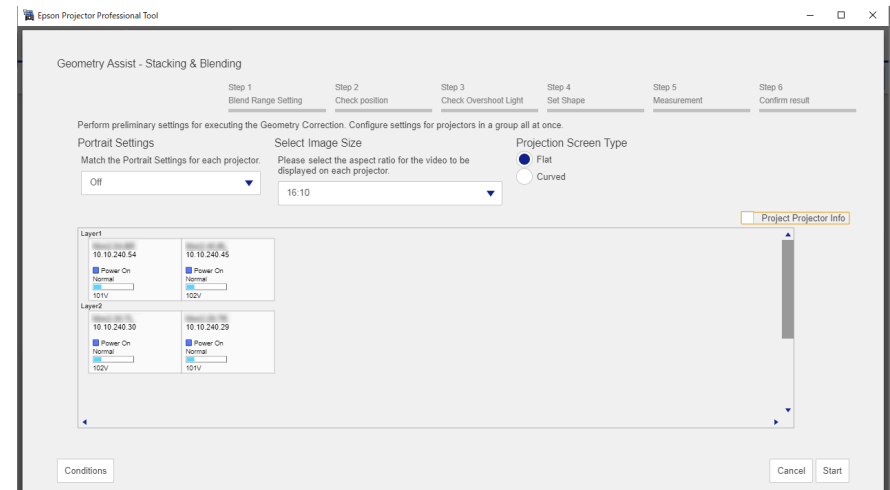 Epson Projector Professional Tool
Geometry Assist - Stacking & Blending
Step 1
Blend Range Setting
Step 2
Check position
Step 3
Check Overshoot Light
Step 4
Set Shape
Step 5
Measurement
Step 6
Confirm result
Perform preliminary settings for executing the Geometry Correction. Configure settings for projectors in a group all at once.
Portrait Settings
Match the Portrait Settings for each projector.
Off
Select Image Size
Please select the aspect ratio for the video to be
displayed on each projector.
16:10
Projection Screen Type
Flat
Curved
Project Projector Info
Layer1
10.10.240.54
Power On
Normal
101V
10.10.240.45
Power On
Normal
102V
Layer2
10.10.240.30
Power On
Normal
102V
10.10.240.29
Power On
Normal
101V
Conditions
Cancel
Start